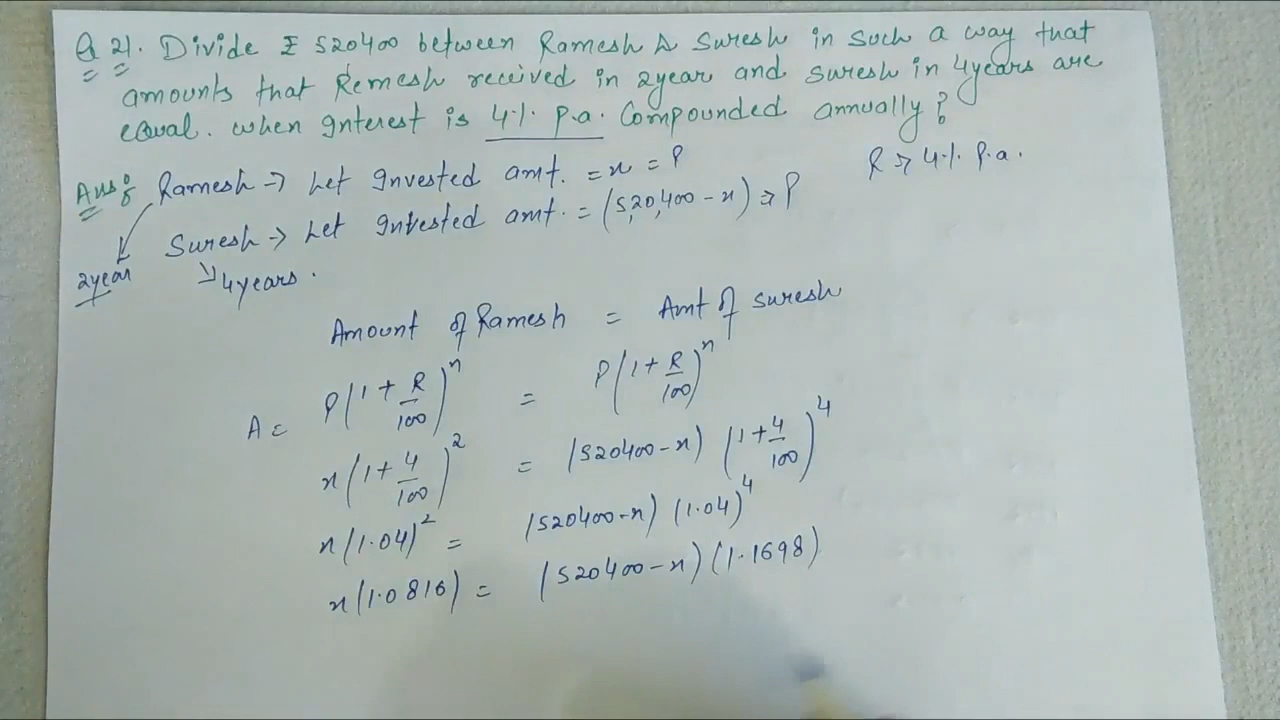 Q 21. Divide ₹ 520400 between Ramesh & Suresh in such a way that
amounts that Remesh received in 2year and suresh in 4years are
equal. when Interest is 4%. P.a. Compounded annually?
Ans: Ramesh → Let Invested amt. = x = P R → 4%. P.a.
Suresh → Let Invested amt. = (5,20,400 - x) ⇒ P
2year ↘ 4years.
Amount of Ramesh = Amt of suresh
A = P(1 + R/100)^n = P(1 + R/100)^n
x(1 + 4/100)^2 = (520400 - x) (1 + 4/100)^4
x(1.04)^2 = (520400-x) (1.04)^4
x(1.0816) = (520400-x)(1.1698)